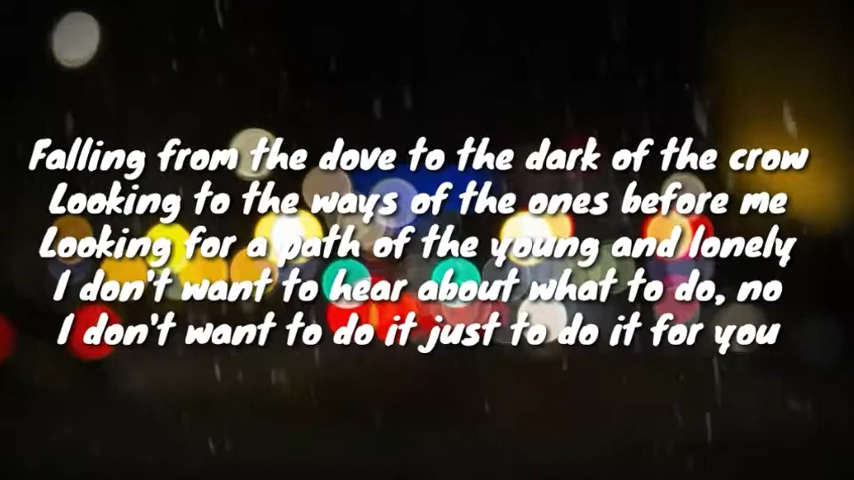 Falling from the dove to the dark of the crow
Looking to the ways of the ones before me
Looking for a path of the young and lonely
I don't want to hear about what to do, no
I don't want to do it just to do it for you